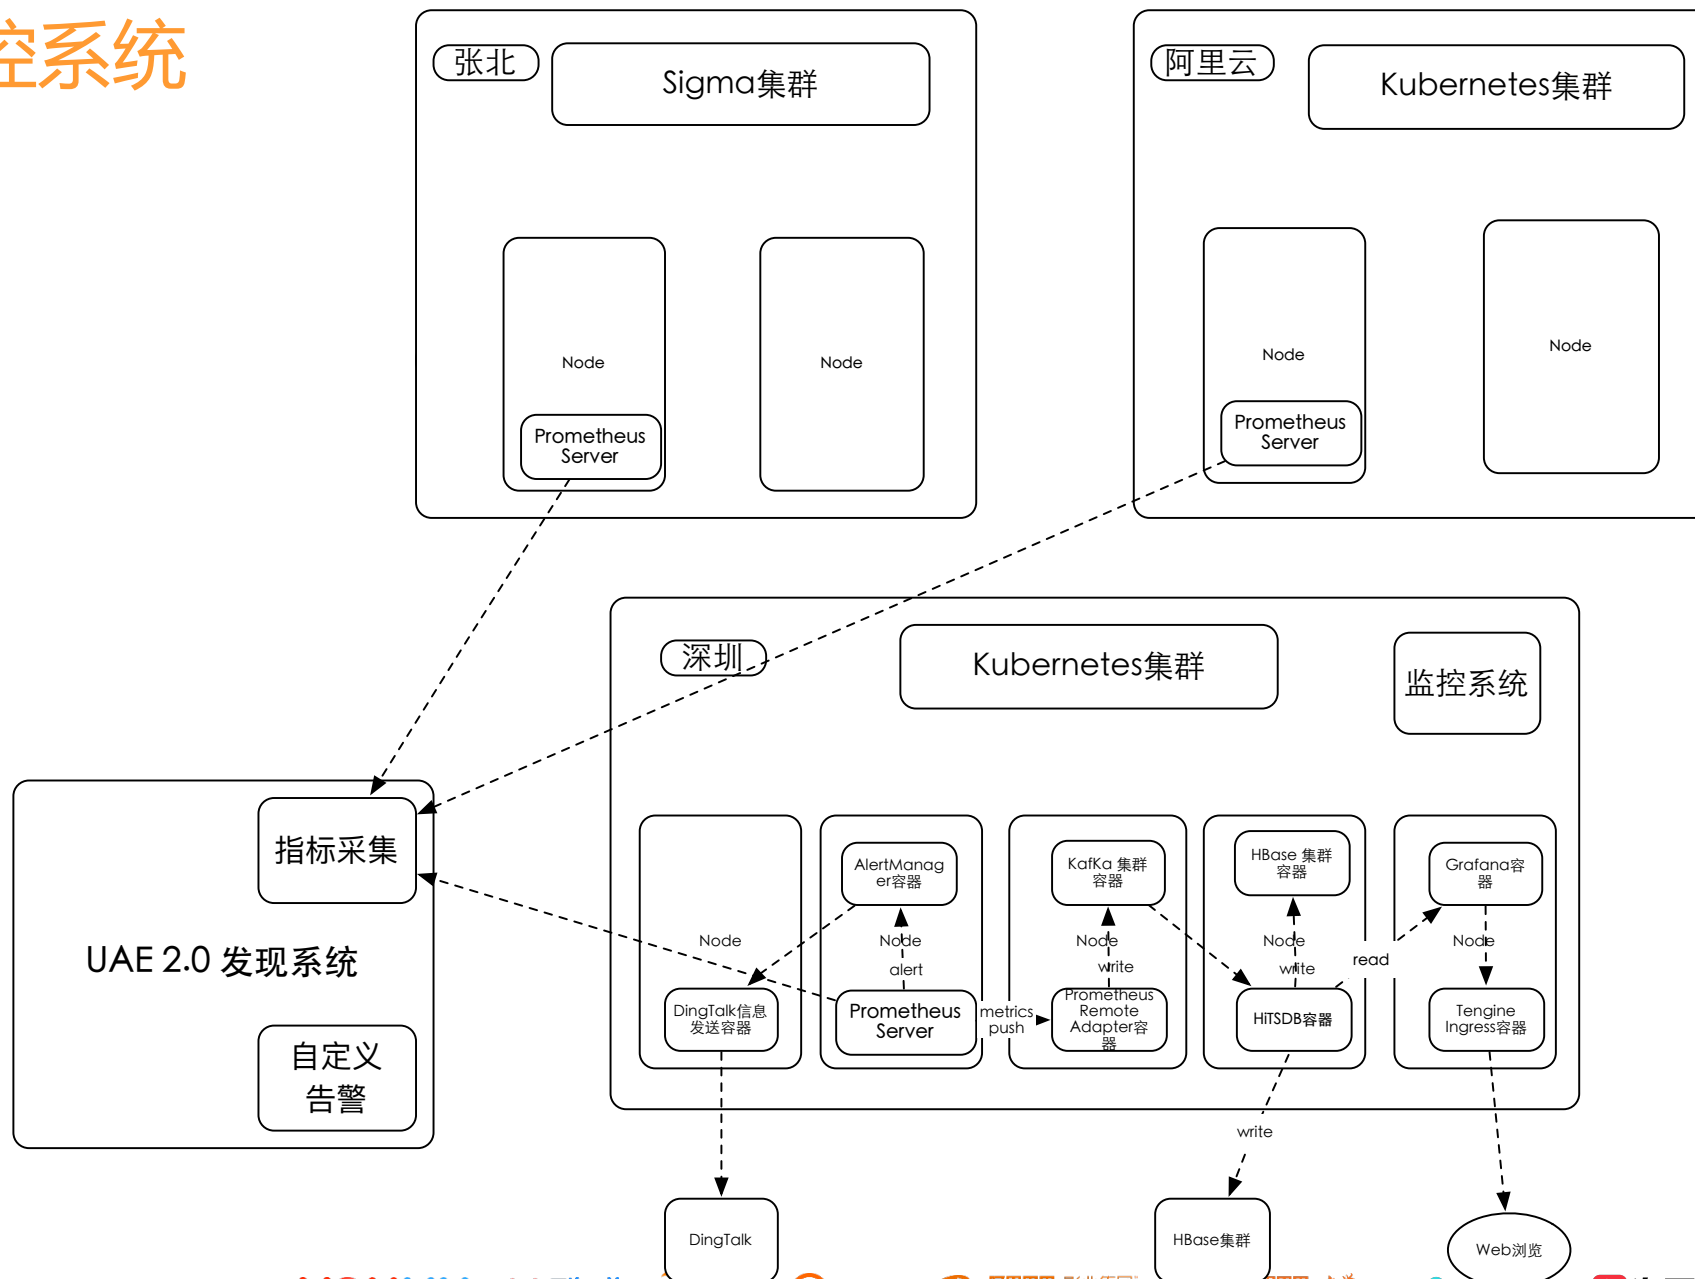 控系统
张北
Sigma集群
阿里云
Kubernetes集群
Node
Node
Node
Node
Prometheus
Server
Prometheus
Server
深圳
Kubernetes集群
监控系统
指标采集
UAE 2.0 发现系统
自定义
告警
Node
DingTalk信息
发送容器
AlertManag
er容器
Node
alert
Prometheus
Server
metrics
push
KafKa 集群
容器
Node
write
Prometheus
Remote
Adapter容
器
HBase 集群
容器
Node
write
HiTSDB容器
read
Grafana容
器
Node
Tengine
Ingress容器
write
DingTalk
HBase集群
Web浏览